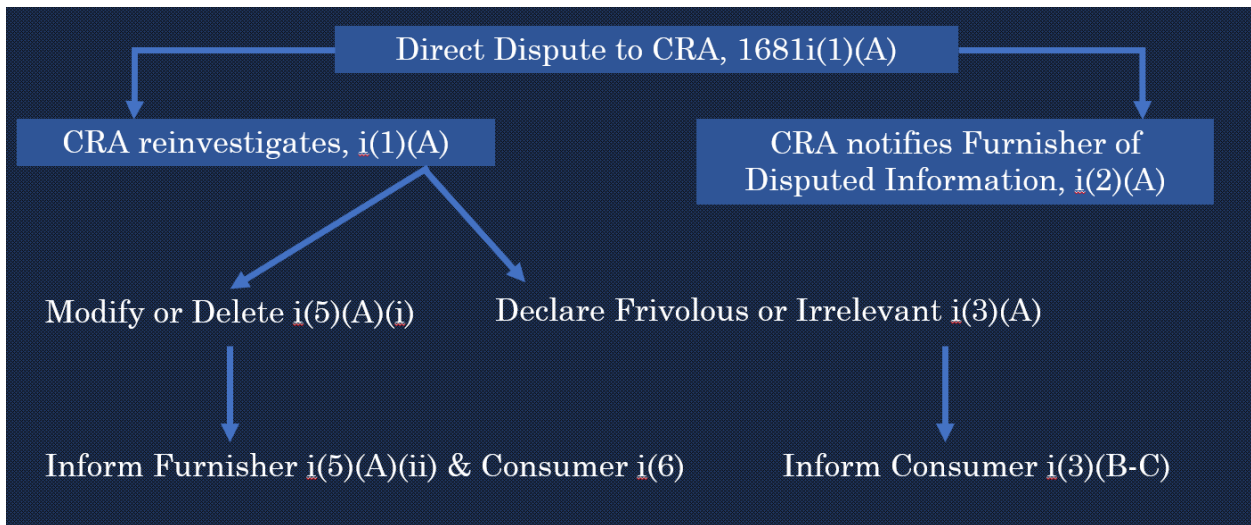 Direct Dispute to CRA, 1681i(1)(A)
CRA reinvestigates, i(1)(A)
CRA notifies Furnisher of
Disputed Information, i(2)(A)
Modify or Delete i(5)(A)(i)
Declare Frivolous or Irrelevant i(3)(A)
Inform Furnisher i(5)(A)(ii) & Consumer i(6)
Inform Consumer i(3)(B-C)